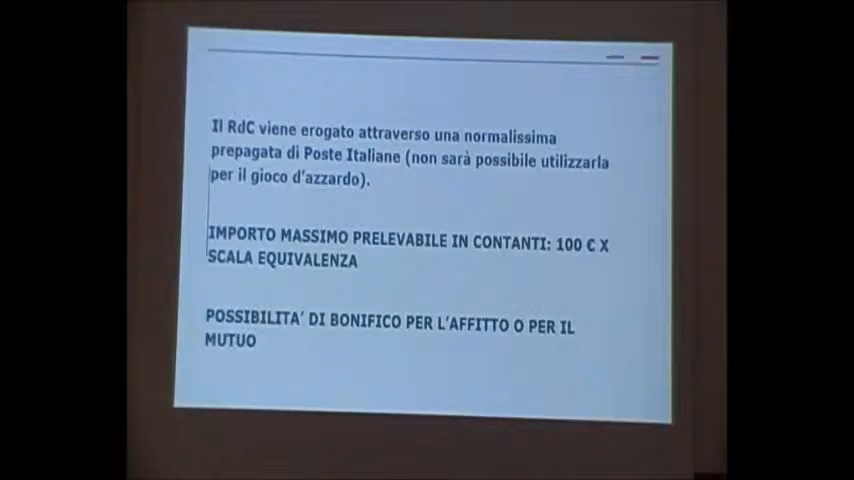 Il RdC viene erogato attraverso una normalissima
prepagata di Poste Italiane (non sarà possibile utilizzarla
per il gioco d'azzardo).
IMPORTO MASSIMO PRELEVABILE IN CONTANTI: 100 € X
SCALA EQUIVALENZA
POSSIBILITA' DI BONIFICO PER L'AFFITTO O PER IL
MUTUO